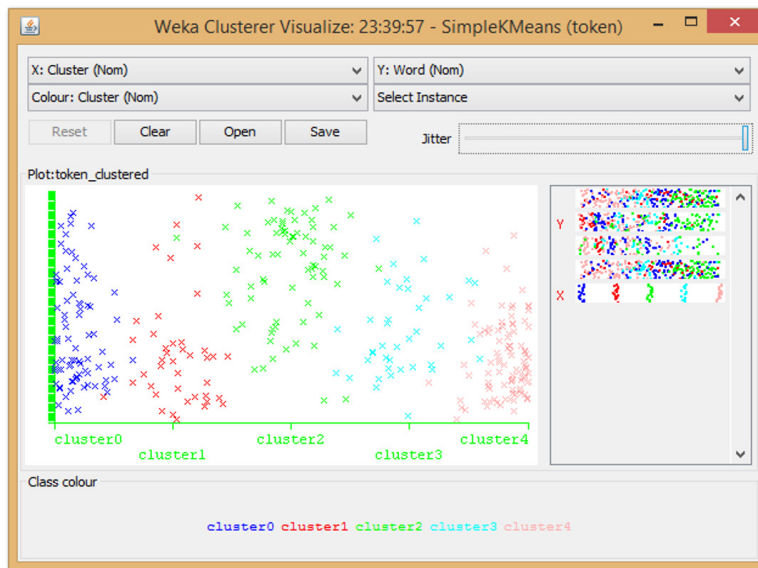 Weka Clusterer Visualize: 23:39:57 - SimpleKMeans (token)
X: Cluster (Nom) Y: Word (Nom)
Colour: Cluster (Nom) Select Instance
Reset Clear Open Save Jitter
Plot:token_clustered
Y
X
cluster0 cluster2 cluster4
cluster1 cluster3
Class colour
cluster0 cluster1 cluster2 cluster3 cluster4